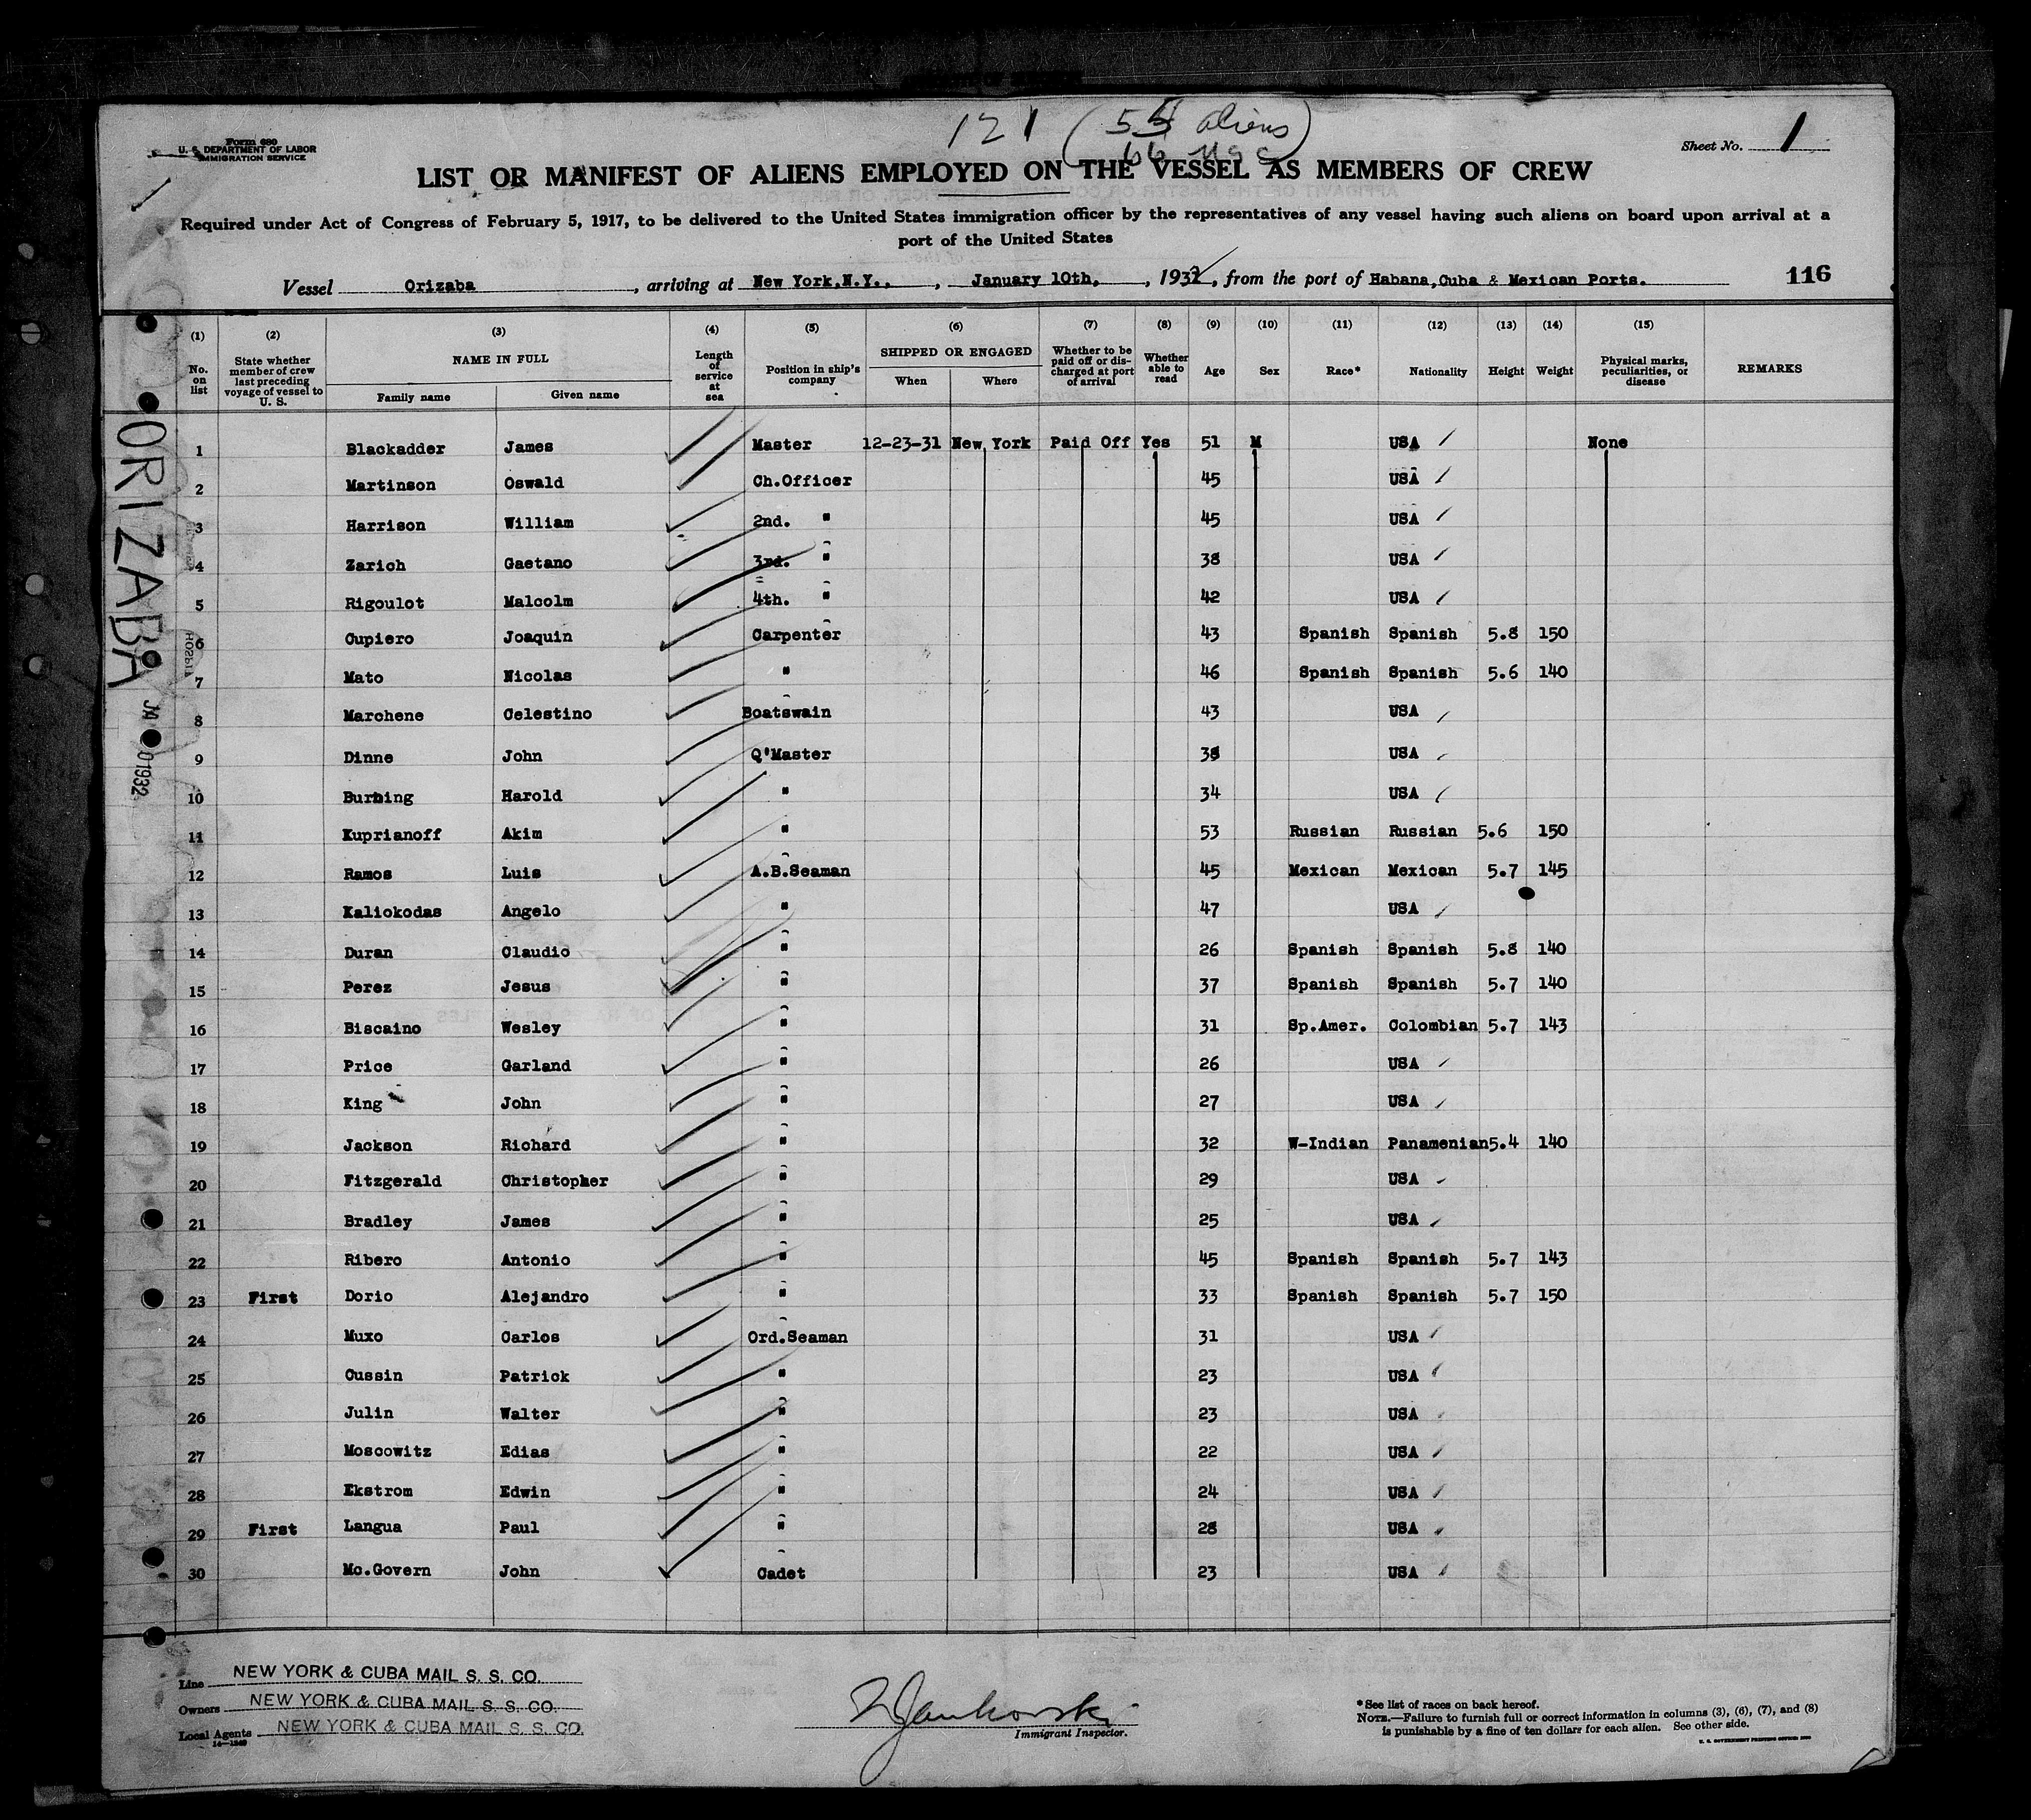 121 (55 aliens
66 USC)
Form 680
U. S. DEPARTMENT OF LABOR
IMMIGRATION SERVICE
Sheet No. 1
LIST OR MANIFEST OF ALIENS EMPLOYED ON THE VESSEL AS MEMBERS OF CREW
Required under Act of Congress of February 5, 1917, to be delivered to the United States immigration officer by the representatives of any vessel having such aliens on board upon arrival at a
port of the United States
Vessel Orizaba, arriving at New York,N.Y., , January 10th, , 1932, from the port of Habana,Cuba & Mexican Ports. 116
(1) (2) (3) (4) (5) (6) (7) (8) (9) (10) (11) (12) (13) (14) (15)
No. on list State whether member of crew last preceding voyage of vessel to U. S. NAME IN FULL Family name Given name Length of service at sea Position in ship's company SHIPPED OR ENGAGED When Where Whether to be paid off or discharged at port of arrival Whether able to read Age Sex Race* Nationality Height Weight Physical marks, peculiarities, or disease REMARKS
1 Blackadder James Master 12-23-31 New York Paid Off Yes 51 M USA None
2 Martinson Oswald Ch.Officer 45 USA
3 Harrison William 2nd. " 45 USA
4 Zarich Gaetano 3rd. " 38 USA
5 Rigoulot Malcolm 4th. " 42 USA
6 Cupiero Joaquin Carpenter 43 Spanish Spanish 5.8 150
7 Mato Nicolas " 46 Spanish Spanish 5.6 140
8 Marchene Celestino Boatswain 43 USA
9 Dinne John Q'Master 38 USA
10 Burning Harold " 34 USA
11 Kuprianoff Akim " 53 Russian Russian 5.6 150
12 Ramos Luis A.B.Seaman 45 Mexican Mexican 5.7 145
13 Kaliokodas Angelo " 47 USA
14 Duran Claudio " 26 Spanish Spanish 5.8 140
15 Perez Jesus " 37 Spanish Spanish 5.7 140
16 Biscaino Wesley " 31 Sp.Amer. Colombian 5.7 143
17 Price Garland " 26 USA
18 King John " 27 USA
19 Jackson Richard " 32 W-Indian Panamenian 5.4 140
20 Fitzgerald Christopher " 29 USA
21 Bradley James " 25 USA
22 Ribero Antonio " 45 Spanish Spanish 5.7 143
23 First Dorio Alejandro " 33 Spanish Spanish 5.7 150
24 Muxo Carlos Ord.Seaman 31 USA
25 Cussin Patrick " 23 USA
26 Julin Walter " 23 USA
27 Moscowitz Edias " 22 USA
28 Ekstrom Edwin " 24 USA
29 First Langua Paul " 28 USA
30 Mc.Govern John Cadet 23 USA
ORIZABA
Line NEW YORK & CUBA MAIL S. S. CO.
Owners NEW YORK & CUBA MAIL S. S. CO.
Local Agents NEW YORK & CUBA MAIL S. S. CO.
14—1240
Immigrant Inspector.
*See list of races on back hereof.
NOTE.—Failure to furnish full or correct information in columns (3), (6), (7), and (8)
is punishable by a fine of ten dollars for each alien. See other side.